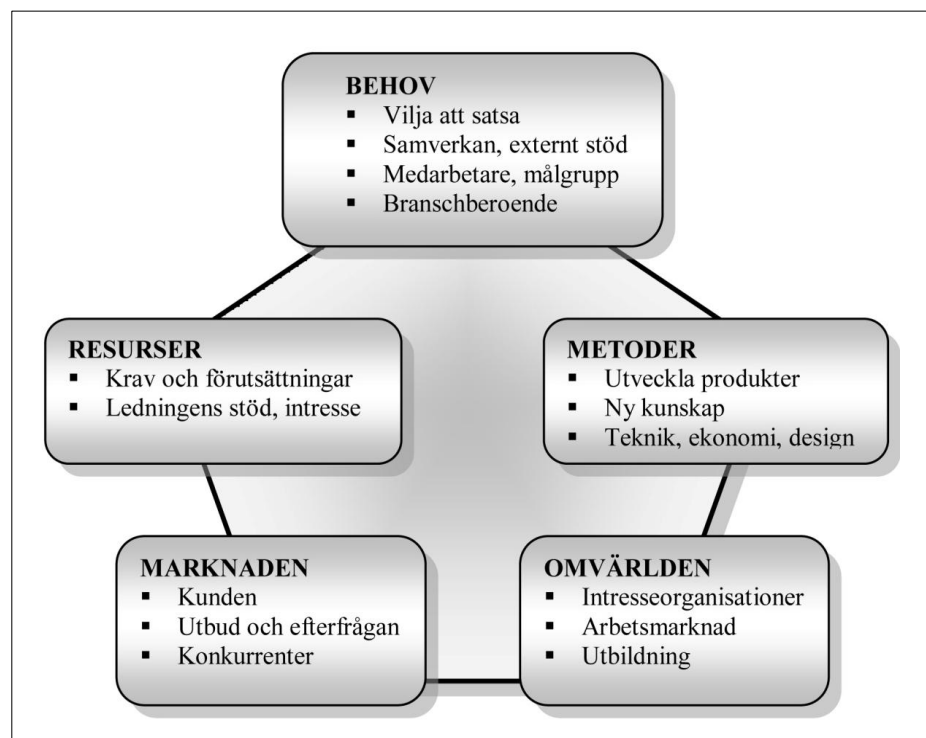 BEHOV
▪ Vilja att satsa
▪ Samverkan, externt stöd
▪ Medarbetare, målgrupp
▪ Branschberoende
RESURSER
▪ Krav och förutsättningar
▪ Ledningens stöd, intresse
METODER
▪ Utveckla produkter
▪ Ny kunskap
▪ Teknik, ekonomi, design
MARKNADEN
▪ Kunden
▪ Utbud och efterfrågan
▪ Konkurrenter
OMVÄRLDEN
▪ Intresseorganisationer
▪ Arbetsmarknad
▪ Utbildning